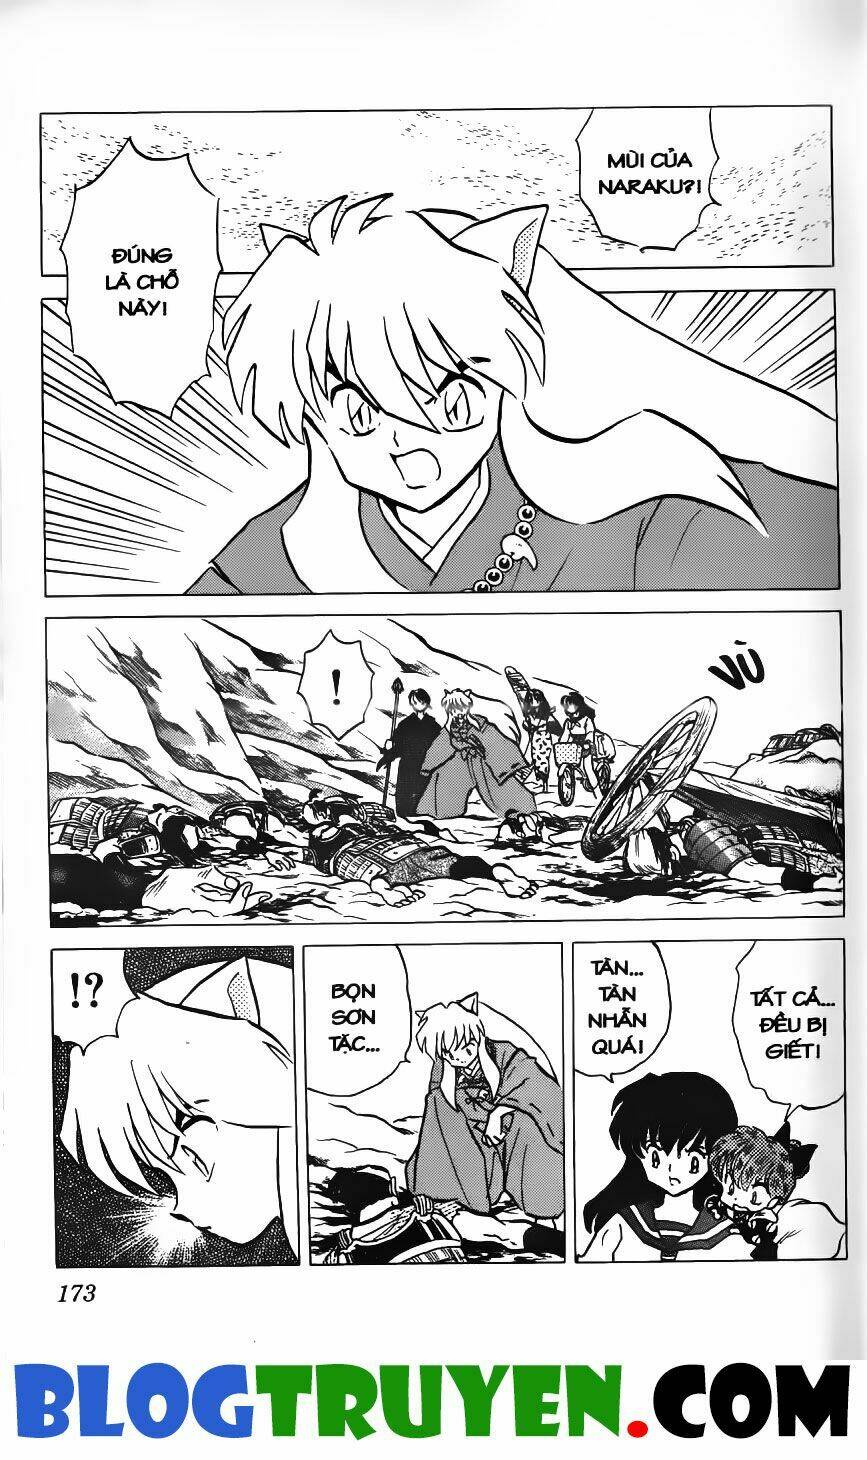 MÙI CỦA
NARAKU?!
ĐÚNG
LÀ CHỖ
NÀY!
!
VÙ
TẤT CẢ...
ĐỀU BỊ
GIẾT!
TÀN...
TÀN
NHẪN
QUÁ!
BỌN
SƠN
TẶC...
!?
173
BLOGTRUYEN.COM